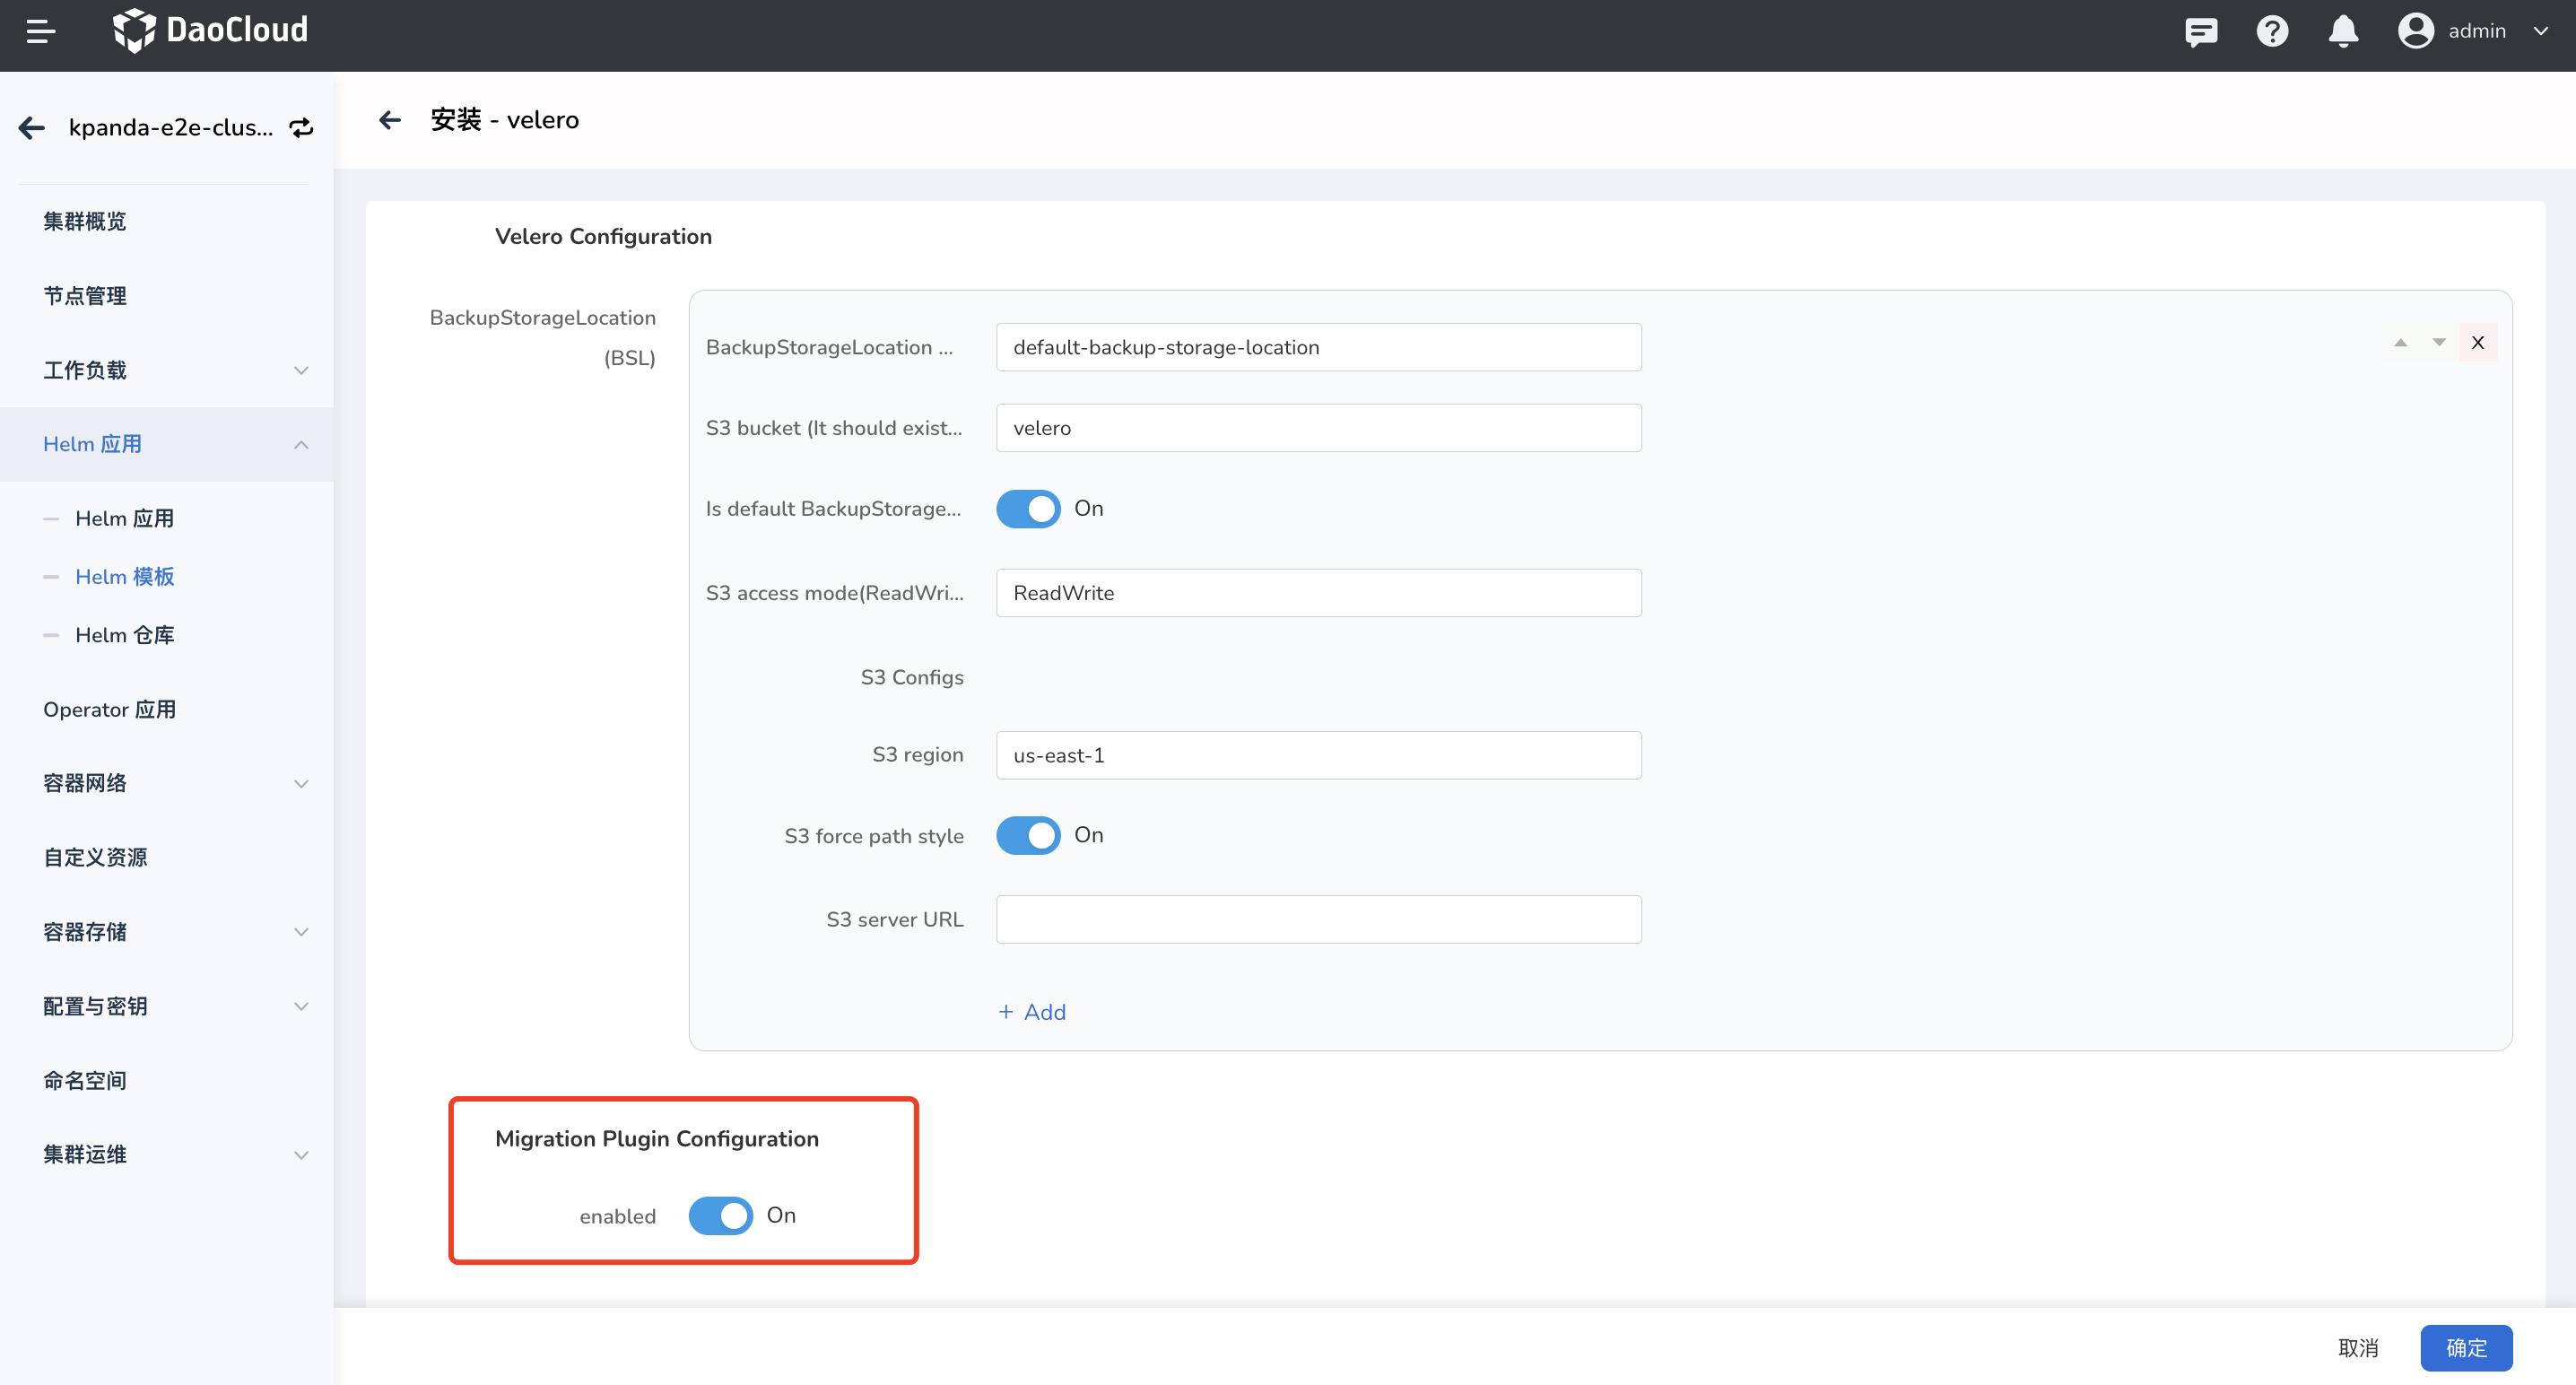 DaoCloud
admin
kpanda-e2e-clus...
集群概览
节点管理
工作负载
Helm 应用
Helm 应用
Helm 模板
Helm 仓库
Operator 应用
容器网络
自定义资源
容器存储
配置与密钥
命名空间
集群运维
安装 - velero
Velero Configuration
BackupStorageLocation
(BSL)
BackupStorageLocation ...
default-backup-storage-location
X
S3 bucket (It should exist...
velero
Is default BackupStorage...
On
S3 access mode(ReadWri...
ReadWrite
S3 Configs
S3 region
us-east-1
S3 force path style
On
S3 server URL
+ Add
Migration Plugin Configuration
enabled
On
取消
确定